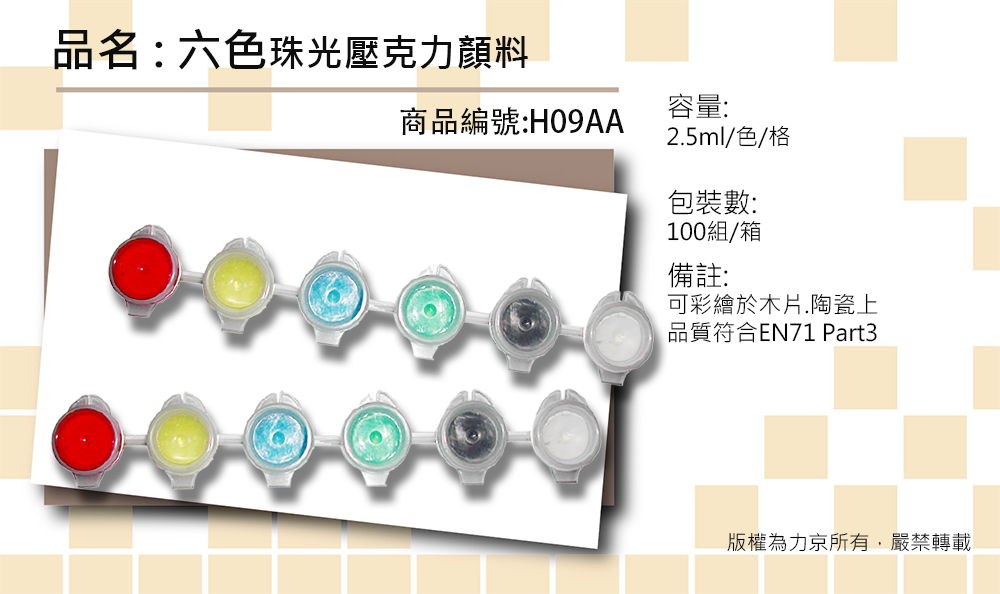 品名 : 六色珠光壓克力顏料
商品編號:H09AA
容量:
2.5ml/色/格
包裝數:
100組/箱
備註:
可彩繪於木片.陶瓷上
品質符合EN71 Part3
版權為力京所有，嚴禁轉載